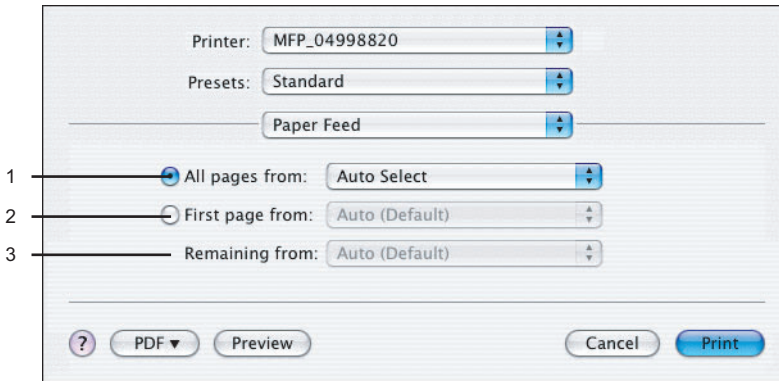 Printer: MFP_04998820
Presets: Standard
Paper Feed
1 All pages from: Auto Select
2 First page from: Auto (Default)
3 Remaining from: Auto (Default)
? PDF ▼ Preview Cancel Print